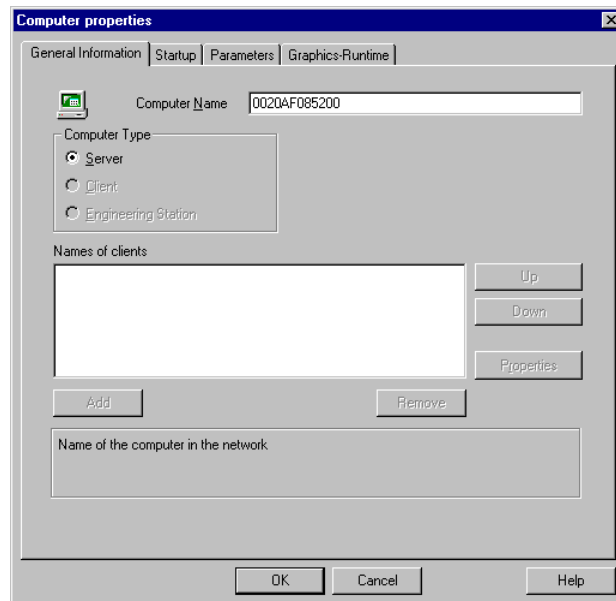 Computer properties
General Information Startup Parameters Graphics-Runtime
Computer Name 0020AF085200
Computer Type
Server
Client
Engineering Station
Names of clients
Up
Down
Properties
Add Remove
Name of the computer in the network
OK Cancel Help